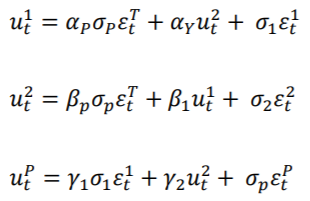 u_t^1 = α_P σ_P ε_t^T + α_Y u_t^2 + σ_1 ε_t^1
u_t^2 = β_p σ_p ε_t^T + β_1 u_t^1 + σ_2 ε_t^2
u_t^P = γ_1 σ_1 ε_t^1 + γ_2 u_t^2 + σ_p ε_t^P